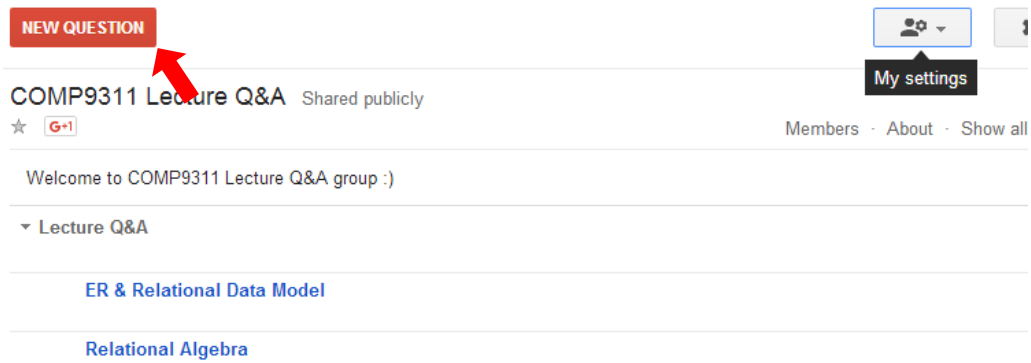 NEW QUESTION
My settings
COMP9311 Lecture Q&A Shared publicly
G+1
Members · About · Show all
Welcome to COMP9311 Lecture Q&A group :)
Lecture Q&A
ER & Relational Data Model
Relational Algebra